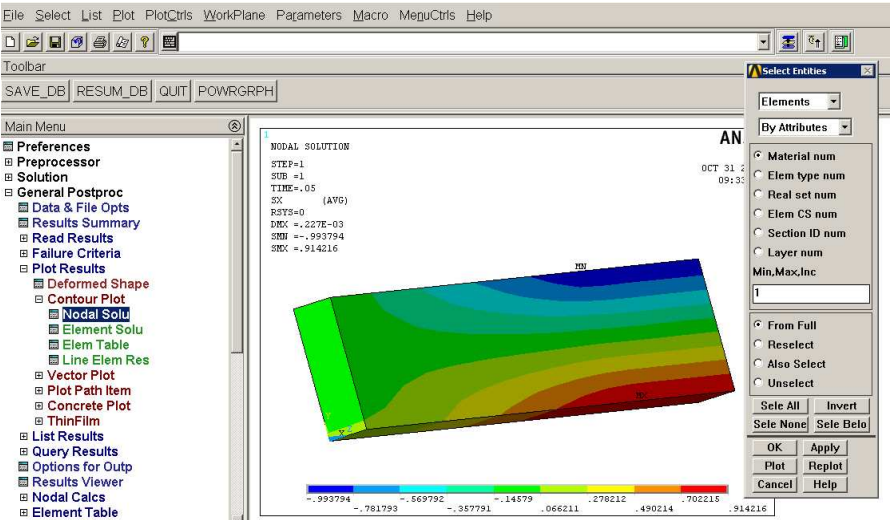 File Select List Plot PlotCtrls WorkPlane Parameters Macro MenuCtrls Help
Toolbar
SAVE_DB RESUM_DB QUIT POWRGRPH
Main Menu
Preferences
Preprocessor
Solution
General Postproc
Data & File Opts
Results Summary
Read Results
Failure Criteria
Plot Results
Deformed Shape
Contour Plot
Nodal Solu
Element Solu
Elem Table
Line Elem Res
Vector Plot
Plot Path Item
Concrete Plot
ThinFilm
List Results
Query Results
Options for Outp
Results Viewer
Nodal Calcs
Element Table
1
NODAL SOLUTION
STEP=1
SUB =1
TIME=.05
SX (AVG)
RSYS=0
DMX =.227E-03
SMN =-.993794
SMX =.914216
AN
OCT 31 2
09:33
MN
MX
Y
-.993794 -.569792 -.14579 .278212 .702215
-.781793 -.357791 .066211 .490214 .914216
Select Entities
Elements
By Attributes
Material num
Elem type num
Real set num
Elem CS num
Section ID num
Layer num
Min,Max,Inc
1
From Full
Reselect
Also Select
Unselect
Sele All Invert
Sele None Sele Belo
OK Apply
Plot Replot
Cancel Help